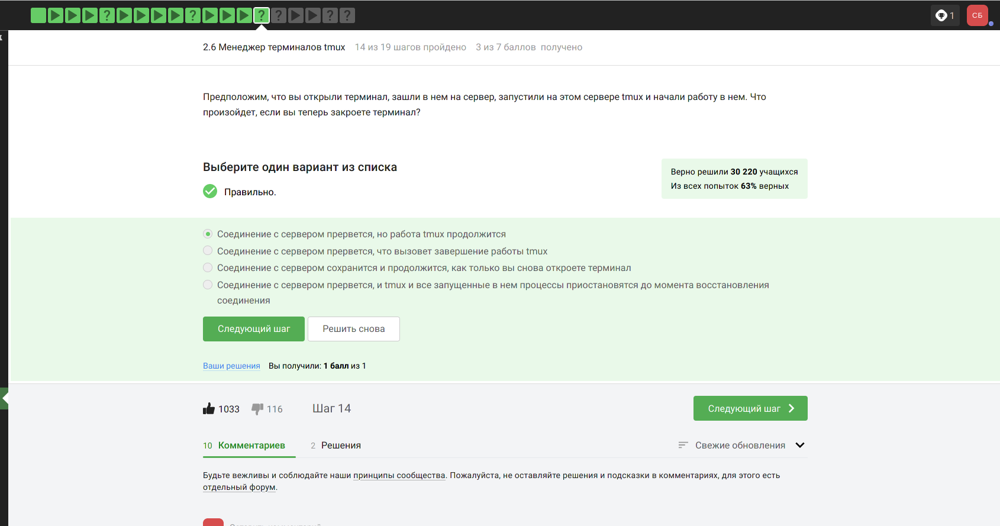 ? ? ? ? ? ?
1
СБ
2.6 Менеджер терминалов tmux 14 из 19 шагов пройдено 3 из 7 баллов получено
Предположим, что вы открыли терминал, зашли в нем на сервер, запустили на этом сервере tmux и начали работу в нем. Что
произойдет, если вы теперь закроете терминал?
Выберите один вариант из списка
Верно решили 30 220 учащихся
Из всех попыток 63% верных
Правильно.
Соединение с сервером прервется, но работа tmux продолжится
Соединение с сервером прервется, что вызовет завершение работы tmux
Соединение с сервером сохранится и продолжится, как только вы снова откроете терминал
Соединение с сервером прервется, и tmux и все запущенные в нем процессы приостановятся до момента восстановления
соединения
Следующий шаг Решить снова
Ваши решения Вы получили: 1 балл из 1
1033 116 Шаг 14 Следующий шаг
10 Комментариев 2 Решения Свежие обновления
Будьте вежливы и соблюдайте наши принципы сообщества. Пожалуйста, не оставляйте решения и подсказки в комментариях, для этого есть
отдельный форум.